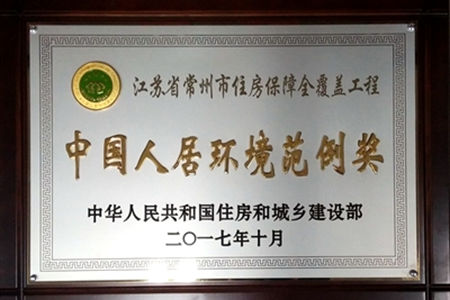 江苏省常州市住房保障全覆盖工程
中国人居环境范例奖
中华人民共和国住房和城乡建设部
二〇一七年十月